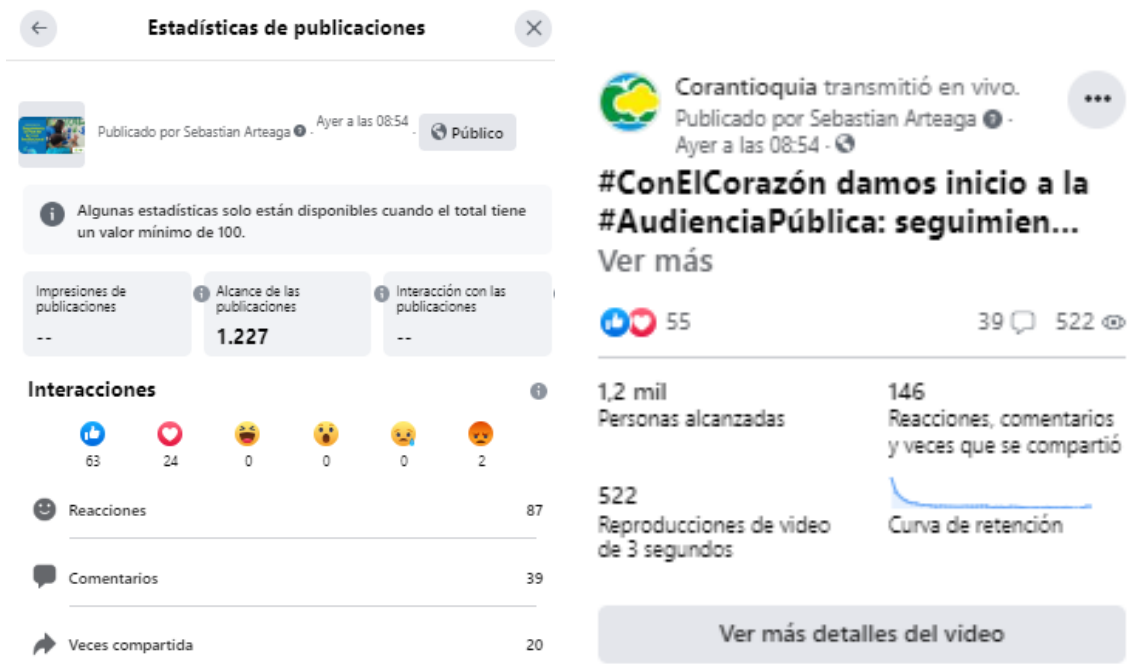 Estadísticas de publicaciones
Publicado por Sebastian Arteaga · Ayer a las 08:54 · Público
Algunas estadísticas solo están disponibles cuando el total tiene
un valor mínimo de 100.
Impresiones de
publicaciones
--
Alcance de las
publicaciones
1.227
Interacción con las
publicaciones
--
Interacciones
63 24 0 0 0 2
Reacciones 87
Comentarios 39
Veces compartida 20
Corantioquia transmitió en vivo.
Publicado por Sebastian Arteaga ·
Ayer a las 08:54 ·
#ConElCorazón damos inicio a la
#AudienciaPública: seguimien...
Ver más
55 39 522
1,2 mil
Personas alcanzadas
146
Reacciones, comentarios
y veces que se compartió
522
Reproducciones de video
de 3 segundos
Curva de retención
Ver más detalles del video